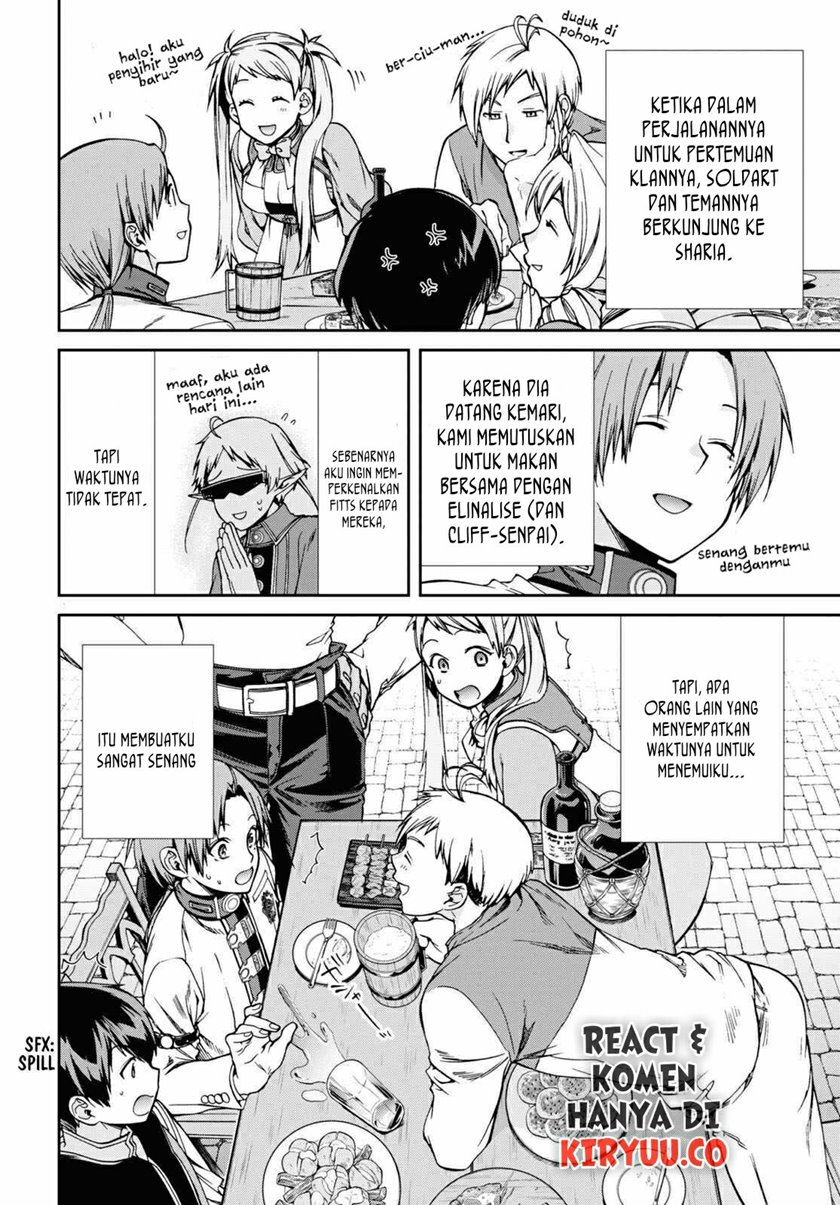 duduk di
pohon~
ber-ciu-man...
halo! aku
penyihir yang
baru~
KETIKA DALAM
PERJALANANNYA
UNTUK PERTEMUAN
KLANNYA, SOLDART
DAN TEMANNYA
BERKUNJUNG KE
SHARIA.
KARENA DIA
DATANG KEMARI,
KAMI MEMUTUSKAN
UNTUK MAKAN
BERSAMA DENGAN
ELINALISE (DAN
CLIFF-SENPAI).
senang bertemu
denganmu
maaf, aku ada
rencana lain
hari ini...
SEBENARNYA
AKU INGIN MEM-
PERKENALKAN
FITTS KEPADA
MEREKA,
TAPI
WAKTUNYA
TIDAK TEPAT.
TAPI, ADA
ORANG LAIN YANG
MENYEMPATKAN
WAKTUNYA UNTUK
MENEMUIKU...
ITU MEMBUATKU
SANGAT SENANG
SFX:
SPILL
REACT &
KOMEN
HANYA DI
KIRYUU.CO